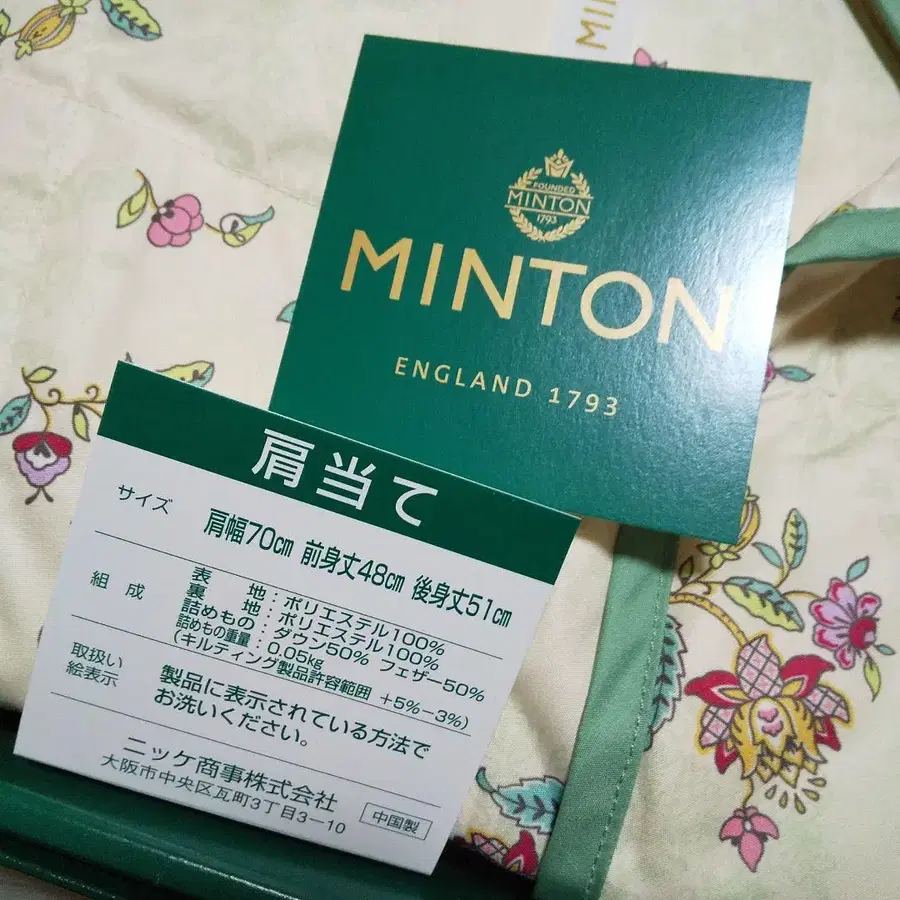 MIN
FOUNDED
MINTON
1793
MINTON
ENGLAND 1793
肩当て
サイズ 肩幅70cm 前身丈48cm 後身丈51cm
組成 表地:ポリエステル100%
裏地:ポリエステル100%
詰めもの:ダウン50% フェザー50%
詰めもの重量:0.05kg
(キルティング製品許容範囲 +5%-3%)
取扱い 製品に表示されている方法で
絵表示 お洗いください。
ニッケ商事株式会社
大阪市中央区瓦町3丁目3-10 中国製